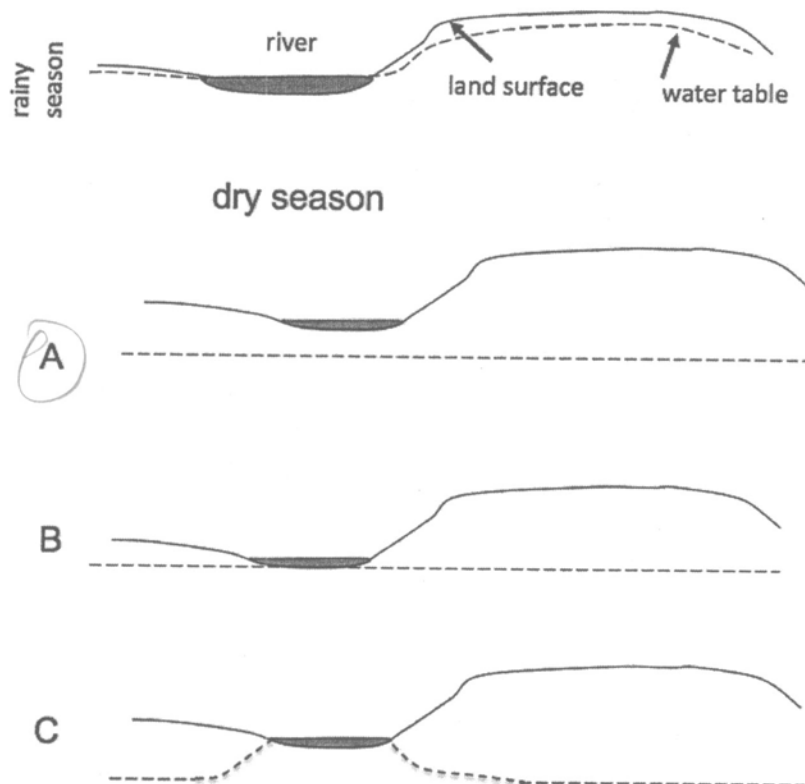 rainy
season
river
land surface
water table
dry season
A
B
C